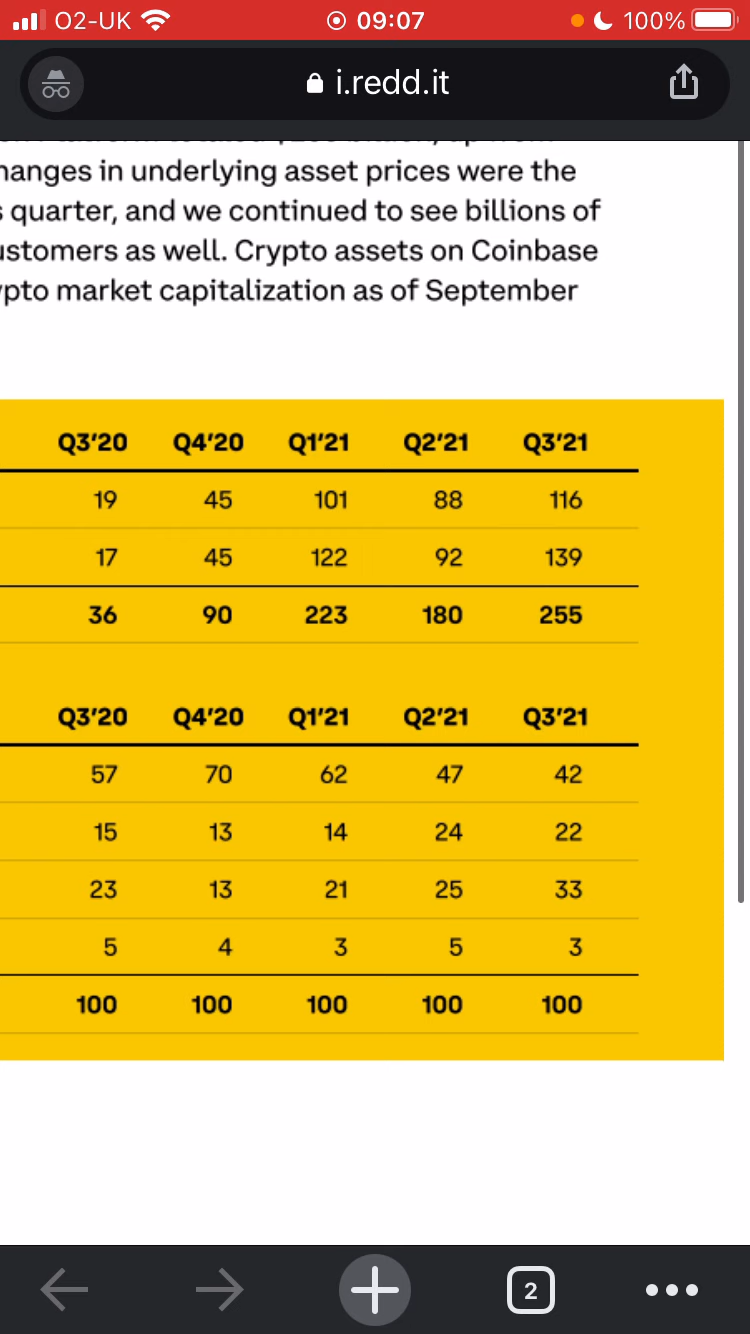 O2-UK 09:07 100%
i.redd.it
hanges in underlying asset prices were the
s quarter, and we continued to see billions of
ustomers as well. Crypto assets on Coinbase
ypto market capitalization as of September
Q3'20 Q4'20 Q1'21 Q2'21 Q3'21
19 45 101 88 116
17 45 122 92 139
36 90 223 180 255
Q3'20 Q4'20 Q1'21 Q2'21 Q3'21
57 70 62 47 42
15 13 14 24 22
23 13 21 25 33
5 4 3 5 3
100 100 100 100 100
2